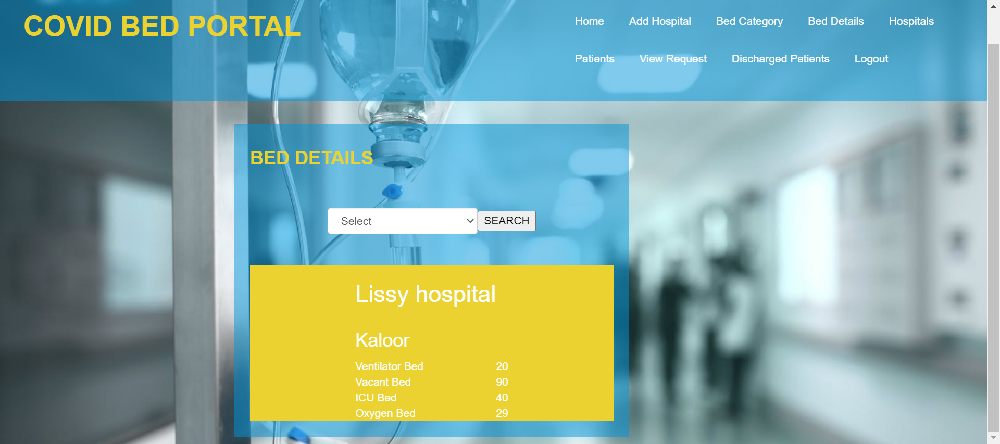 COVID BED PORTAL
Home Add Hospital Bed Category Bed Details Hospitals
Patients View Request Discharged Patients Logout
BED DETAILS
Select SEARCH
Lissy hospital
Kaloor
Ventilator Bed 20
Vacant Bed 90
ICU Bed 40
Oxygen Bed 29